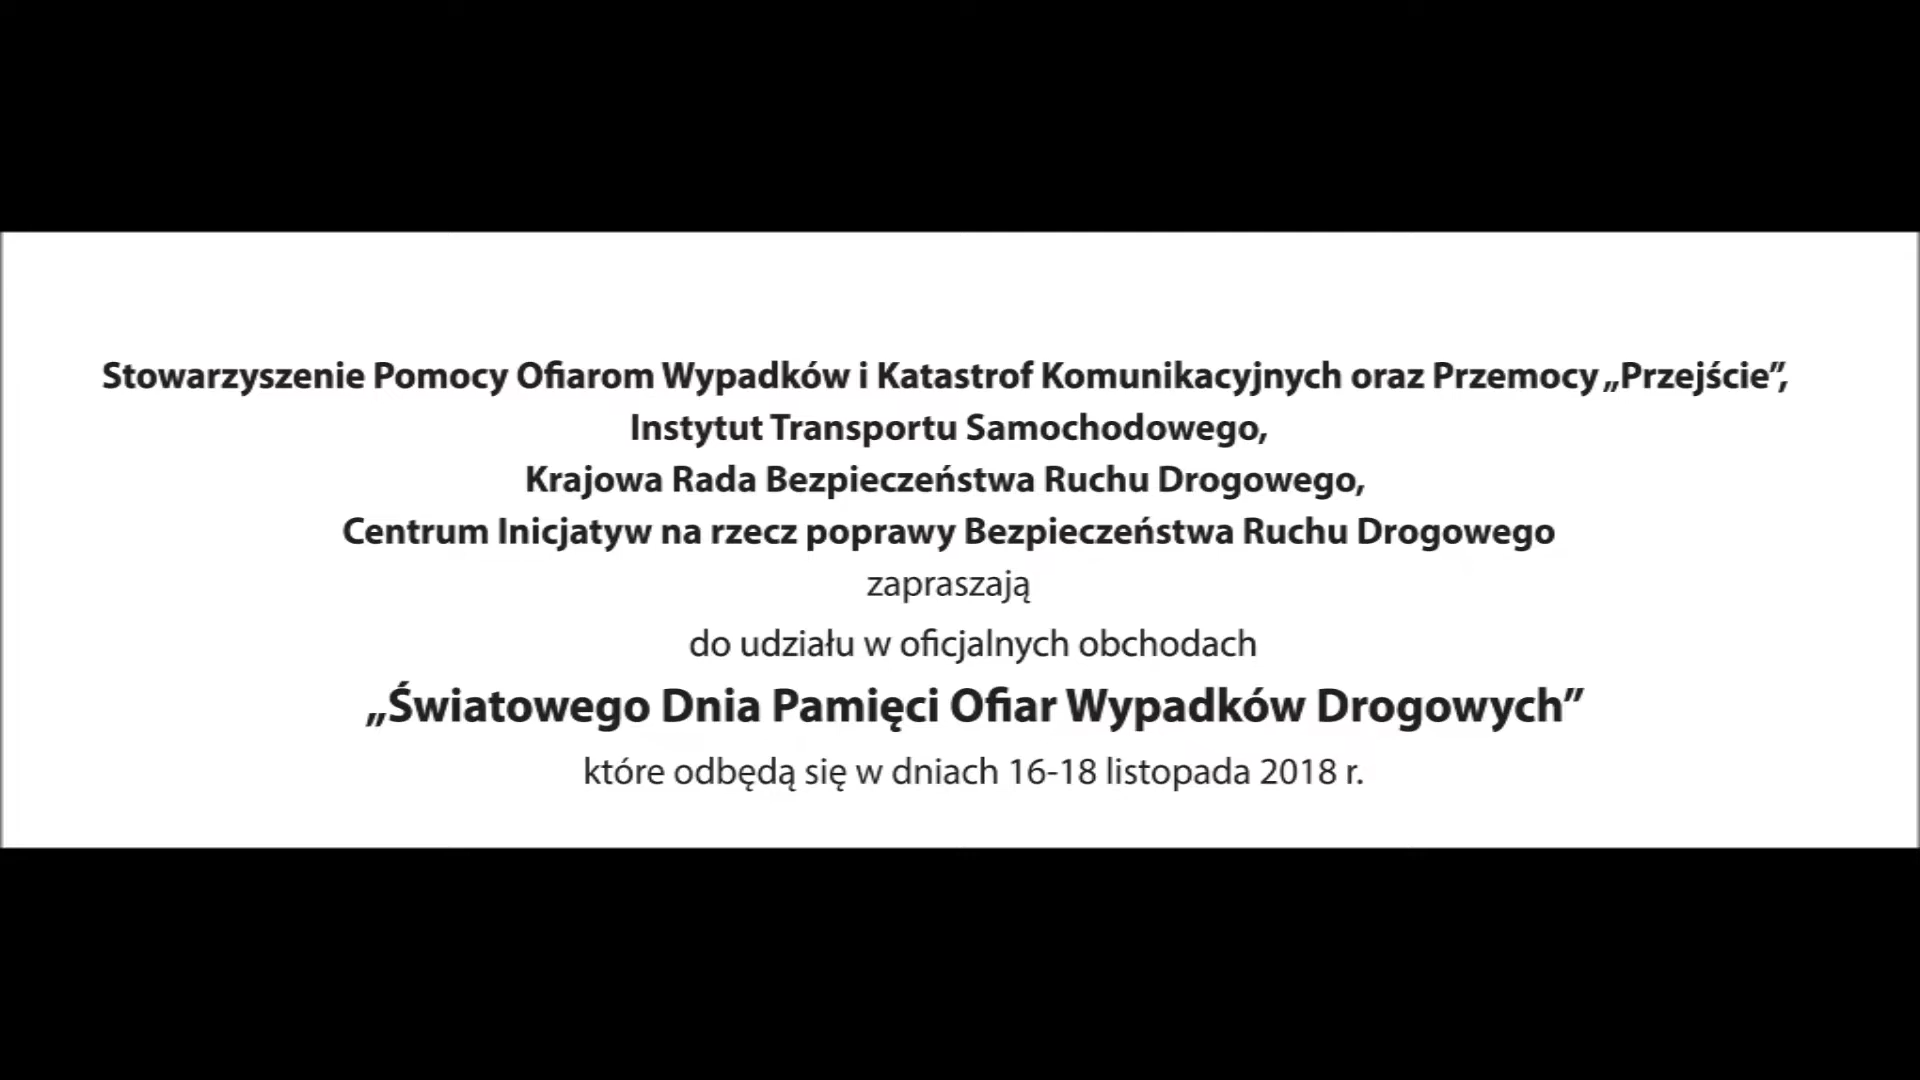 Stowarzyszenie Pomocy Ofiarom Wypadków i Katastrof Komunikacyjnych oraz Przemocy „Przejście”,
Instytut Transportu Samochodowego,
Krajowa Rada Bezpieczeństwa Ruchu Drogowego,
Centrum Inicjatyw na rzecz poprawy Bezpieczeństwa Ruchu Drogowego
zapraszają
do udziału w oficjalnych obchodach
„Światowego Dnia Pamięci Ofiar Wypadków Drogowych”
które odbędą się w dniach 16-18 listopada 2018 r.